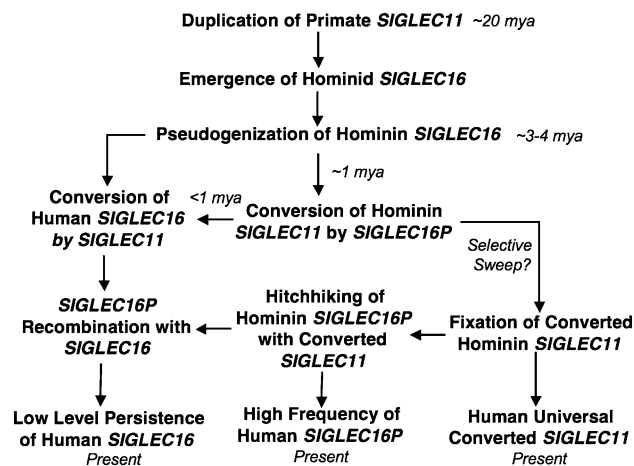 Duplication of Primate SIGLEC11 ~20 mya
Emergence of Hominid SIGLEC16
Pseudogenization of Hominin SIGLEC16 ~3-4 mya
~1 mya
Conversion of
Human SIGLEC16
by SIGLEC11
<1 mya
Conversion of Hominin
SIGLEC11 by SIGLEC16P
Selective
Sweep?
SIGLEC16P
Recombination with
SIGLEC16
Hitchhiking of
Hominin SIGLEC16P
with Converted
SIGLEC11
Fixation of Converted
Hominin SIGLEC11
Low Level Persistence
of Human SIGLEC16
Present
High Frequency of
Human SIGLEC16P
Present
Human Universal
Converted SIGLEC11
Present